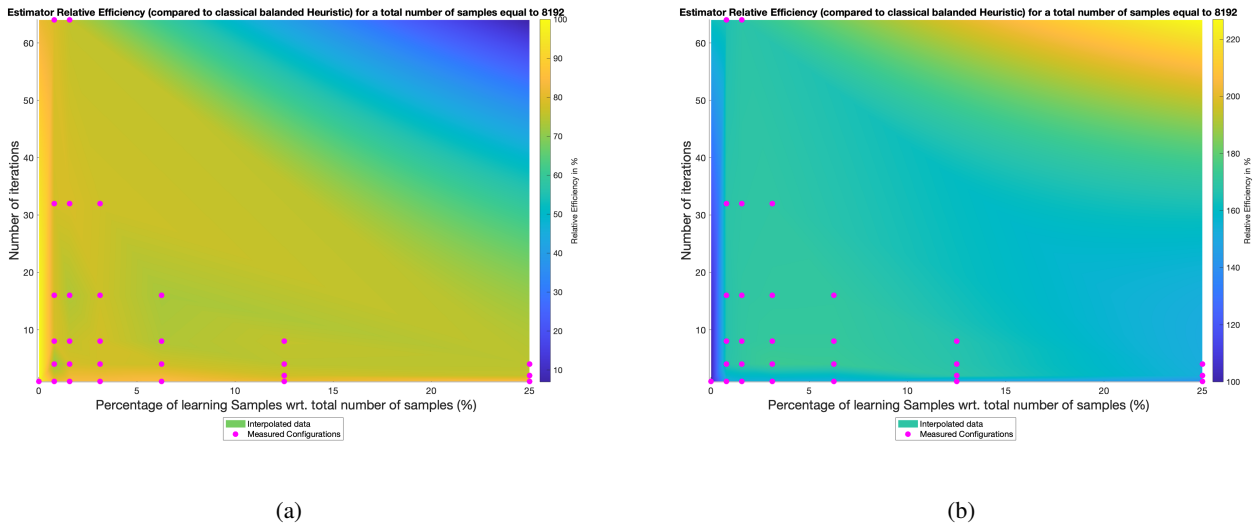 Estimator Relative Efficiency (compared to classical balanded Heuristic) for a total number of samples equal to 8192
100
90
80
70
60
50
40
30
20
10
Relative Efficiency in %
60
50
40
30
20
10
Number of iterations
0
5
10
15
20
25
Percentage of learning Samples wrt. total number of samples (%)
Interpolated data
Measured Configurations
(a)
Estimator Relative Efficiency (compared to classical balanded Heuristic) for a total number of samples equal to 8192
220
200
180
160
140
120
100
Relative Efficiency in %
60
50
40
30
20
10
Number of iterations
0
5
10
15
20
25
Percentage of learning Samples wrt. total number of samples (%)
Interpolated data
Measured Configurations
(b)